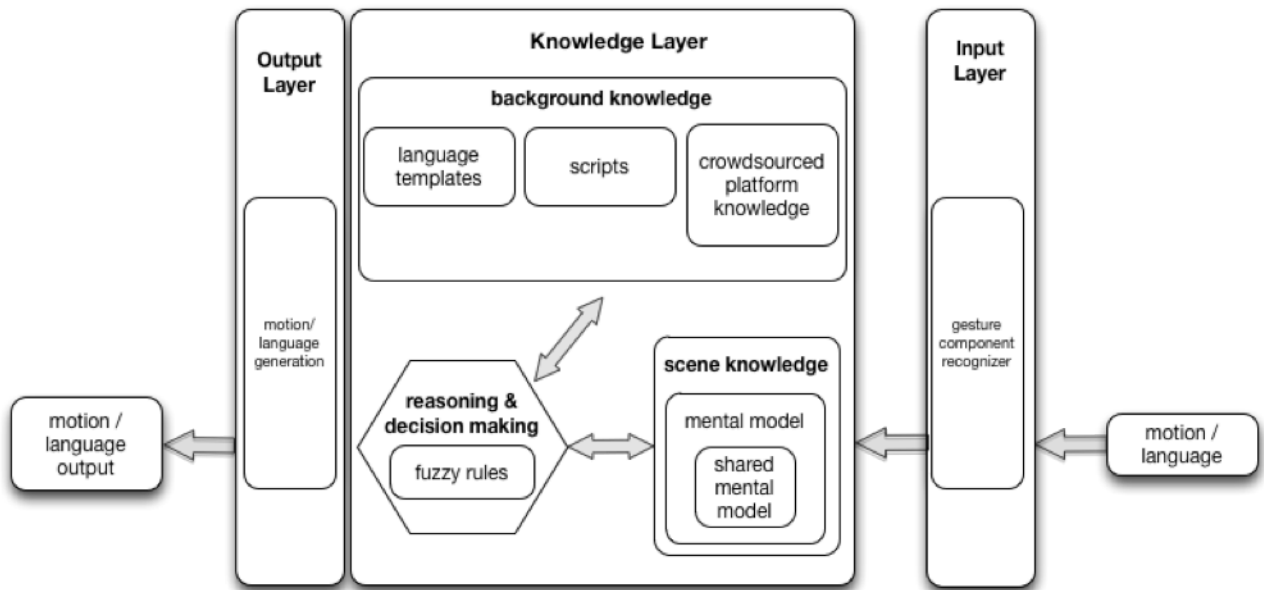 Output
Layer
motion/
language
generation
motion /
language
output
Knowledge Layer
background knowledge
language
templates
scripts
crowdsourced
platform
knowledge
reasoning &
decision making
fuzzy rules
scene knowledge
mental model
shared
mental
model
Input
Layer
gesture
component
recognizer
motion /
language